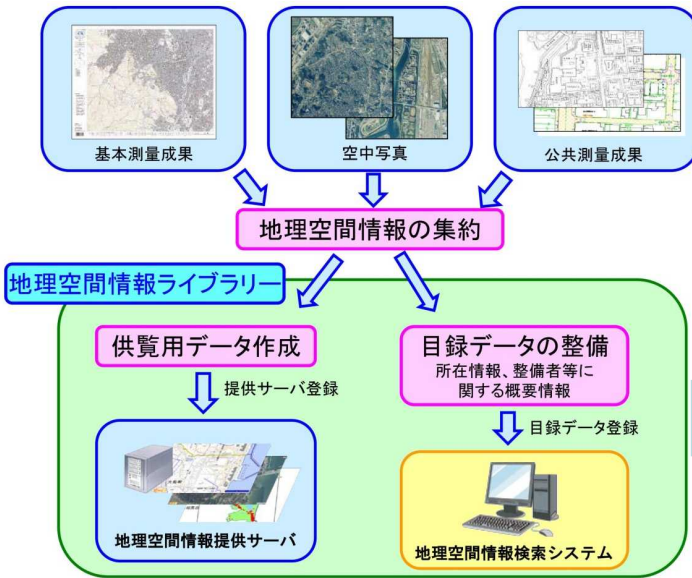 基本測量成果
空中写真
公共測量成果
地理空間情報の集約
地理空間情報ライブラリー
供覧用データ作成
提供サーバ登録
地理空間情報提供サーバ
目録データの整備
所在情報、整備者等に
関する概要情報
目録データ登録
地理空間情報検索システム